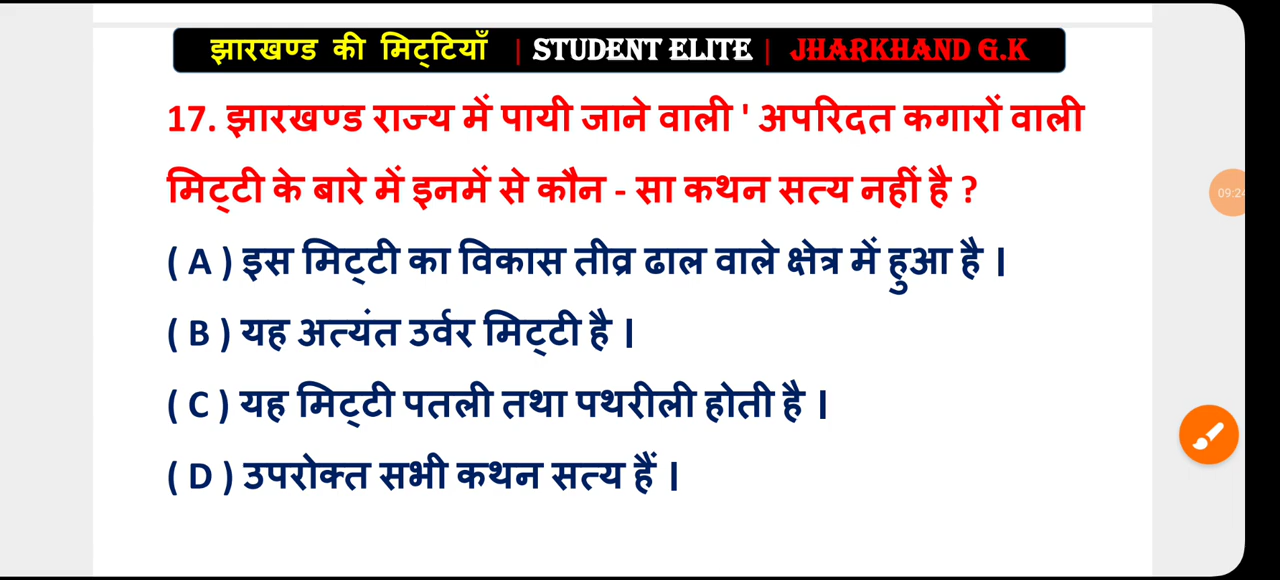 झारखण्ड की मिट्टियाँ | STUDENT ELITE | JHARKHAND G.K
17. झारखण्ड राज्य में पायी जाने वाली ' अपरिदत कगारों वाली
मिट्टी के बारे में इनमें से कौन - सा कथन सत्य नहीं है ?
( A ) इस मिट्टी का विकास तीव्र ढाल वाले क्षेत्र में हुआ है ।
( B ) यह अत्यंत उर्वर मिट्टी है ।
( C ) यह मिट्टी पतली तथा पथरीली होती है ।
( D ) उपरोक्त सभी कथन सत्य हैं ।